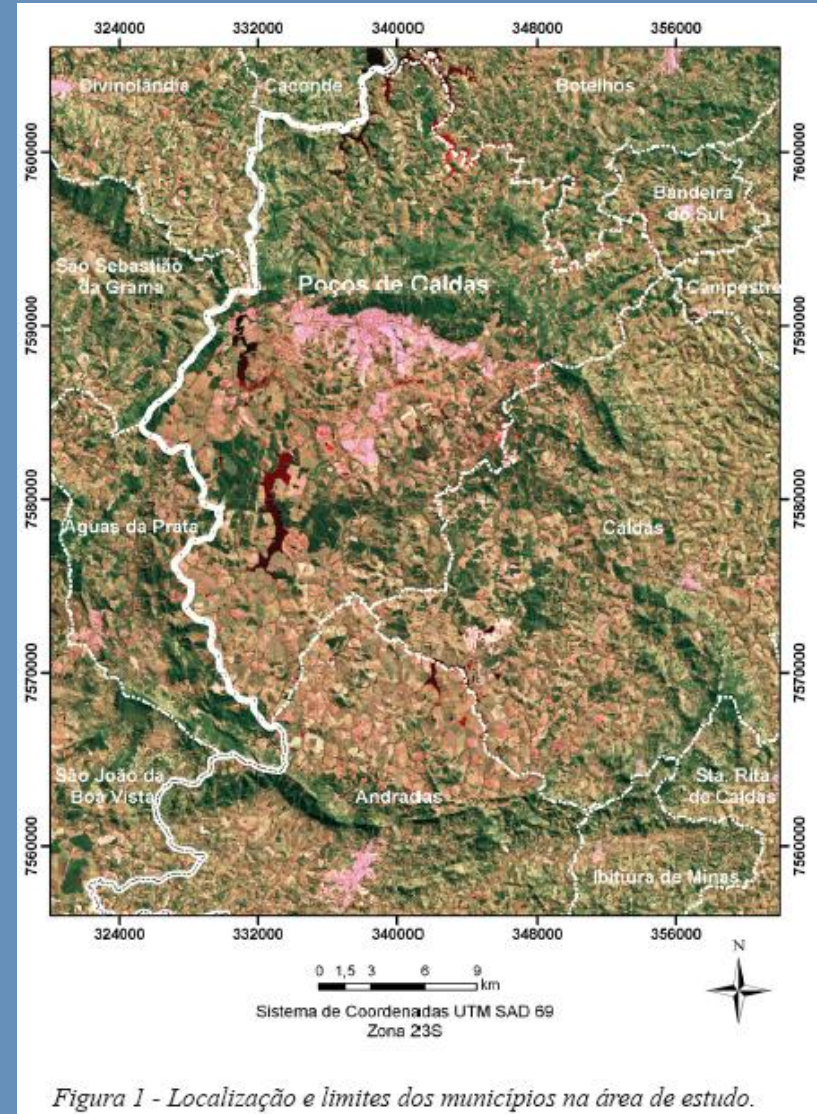 324000 332000 340000 348000 356000
Divinolândia Caconde Botelhos
7600000 7600000
Bandeira
do Sul
São Sebastião
da Grama
Poços de Caldas Campestre
7590000 7590000
7580000 7580000
Águas da Prata Caldas
7570000 7570000
São João da
Boa Vista
Andradas
Sta. Rita
de Caldas
7560000 7560000
Ibitiúra de Minas
324000 332000 340000 348000 356000
N
0 1,5 3 6 9
km
Sistema de Coordenadas UTM SAD 69
Zona 23S
Figura 1 - Localização e limites dos municípios na área de estudo.